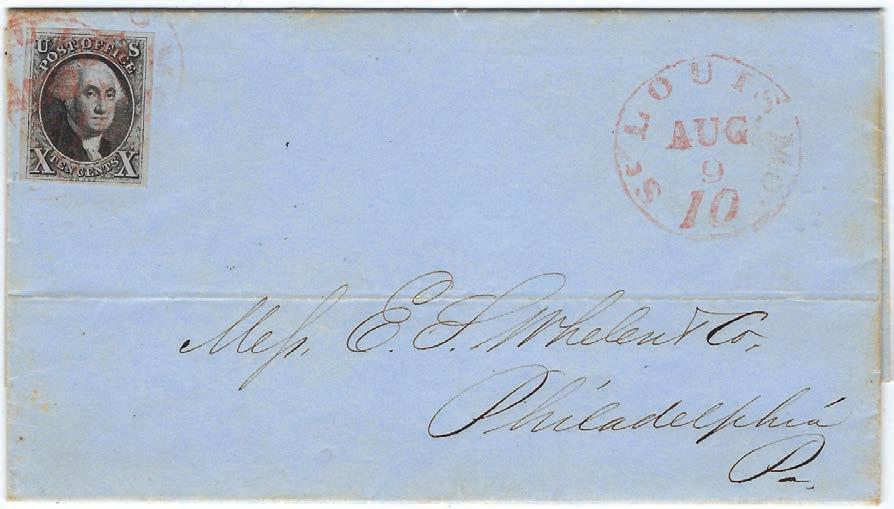 U S
POST OFFICE
X TEN CENTS X
ST LOUIS MO.
AUG
9
10
Mess. E. S. Whelen & Co.
Philadelphia
Pa.